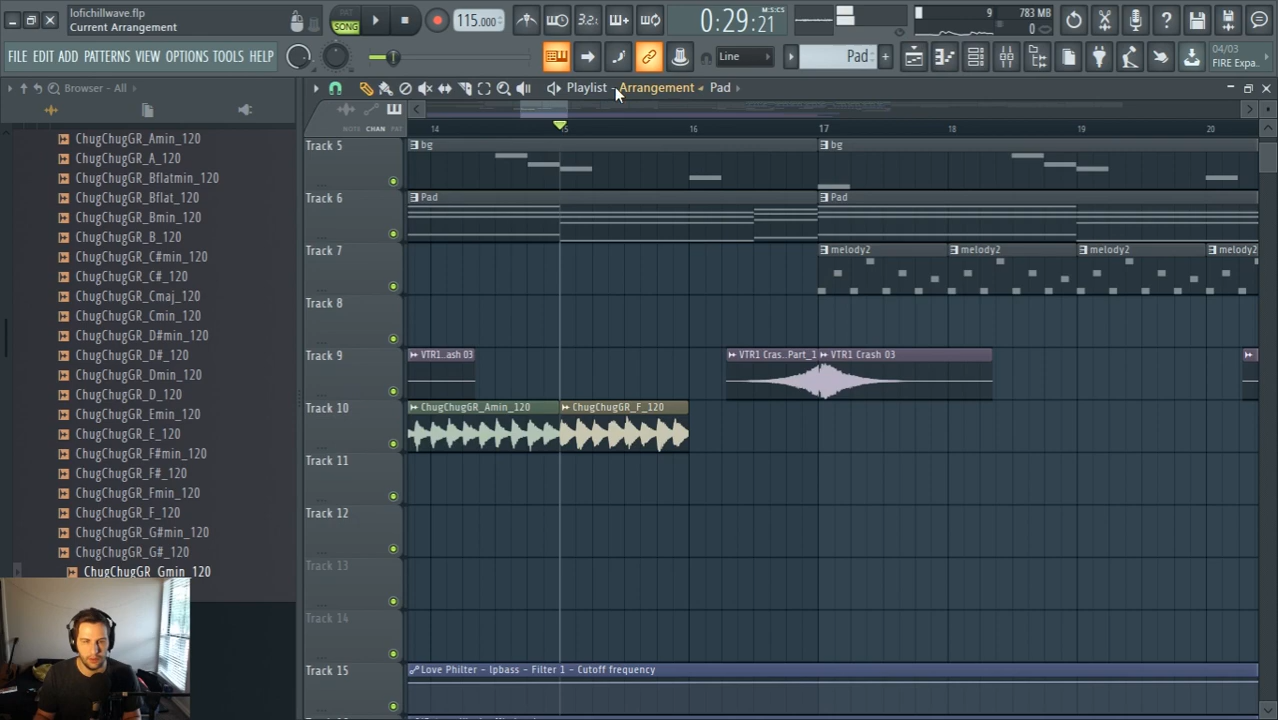 lofichillwave.flp
Current Arrangement
PAT
SONG
115.000
3.2.
0:29:21
M:S:CS
9
783 MB
0
FILE EDIT ADD PATTERNS VIEW OPTIONS TOOLS HELP
Line
Pad
04/03
FIRE Expa..
Browser - All
Playlist - Arrangement
Pad
NOTE CHAN PAT
14 15 16 17 18 19 20
ChugChugGR_Amin_120
ChugChugGR_A_120
ChugChugGR_Bflatmin_120
ChugChugGR_Bflat_120
ChugChugGR_Bmin_120
ChugChugGR_B_120
ChugChugGR_C#min_120
ChugChugGR_C#_120
ChugChugGR_Cmaj_120
ChugChugGR_Cmin_120
ChugChugGR_D#min_120
ChugChugGR_D#_120
ChugChugGR_Dmin_120
ChugChugGR_D_120
ChugChugGR_Emin_120
ChugChugGR_E_120
ChugChugGR_F#min_120
ChugChugGR_F#_120
ChugChugGR_Fmin_120
ChugChugGR_F_120
ChugChugGR_G#min_120
ChugChugGR_G#_120
ChugChugGR_Gmin_120
Track 5
bg
bg
Track 6
Pad
Pad
Track 7
melody2
melody2
melody2
melody2
Track 8
Track 9
VTR1..ash 03
VTR1 Cras..Part_1
VTR1 Crash 03
Track 10
ChugChugGR_Amin_120
ChugChugGR_F_120
Track 11
Track 12
Track 13
Track 14
Track 15
Love Philter - lpbass - Filter 1 - Cutoff frequency